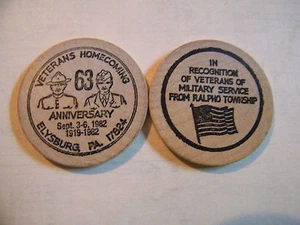 VETERANS HOMECOMING
63
ANNIVERSARY
Sept. 3-6, 1982
1919-1982
ELYSBURG, PA. 17824
IN
RECOGNITION
OF VETERANS OF
MILITARY SERVICE
FROM RALPHO TOWNSHIP